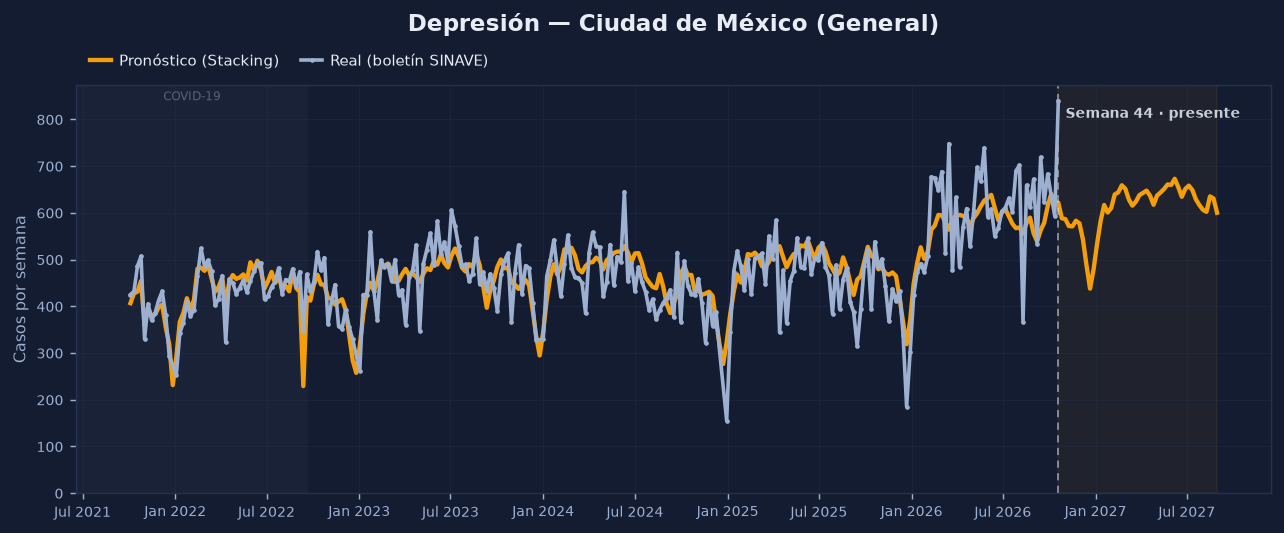 Depresión — Ciudad de México (General)
Pronóstico (Stacking) Real (boletín SINAVE)
COVID-19
Semana 44 · presente
Casos por semana
800
700
600
500
400
300
200
100
0
Jul 2021 Jan 2022 Jul 2022 Jan 2023 Jul 2023 Jan 2024 Jul 2024 Jan 2025 Jul 2025 Jan 2026 Jul 2026 Jan 2027 Jul 2027